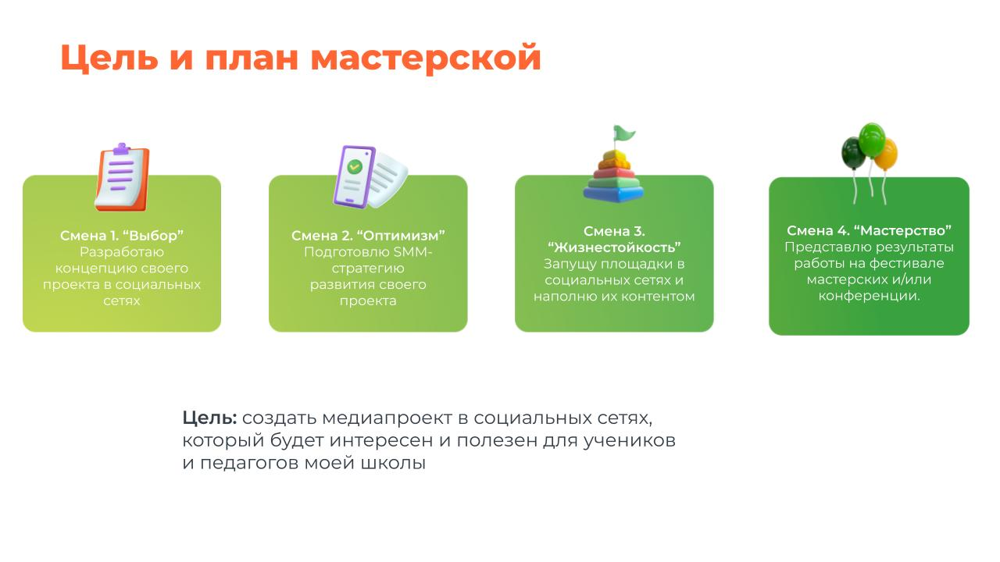 Цель и план мастерской
Смена 1. “Выбор”
Разработаю
концепцию своего
проекта в социальных
сетях
Смена 2. “Оптимизм”
Подготовлю SMM-
стратегию
развития своего
проекта
Смена 3.
“Жизнестойкость”
Запущу площадки в
социальных сетях и
наполню их контентом
Смена 4. “Мастерство”
Представлю результаты
работы на фестивале
мастерских и/или
конференции.
Цель: создать медиапроект в социальных сетях,
который будет интересен и полезен для учеников
и педагогов моей школы